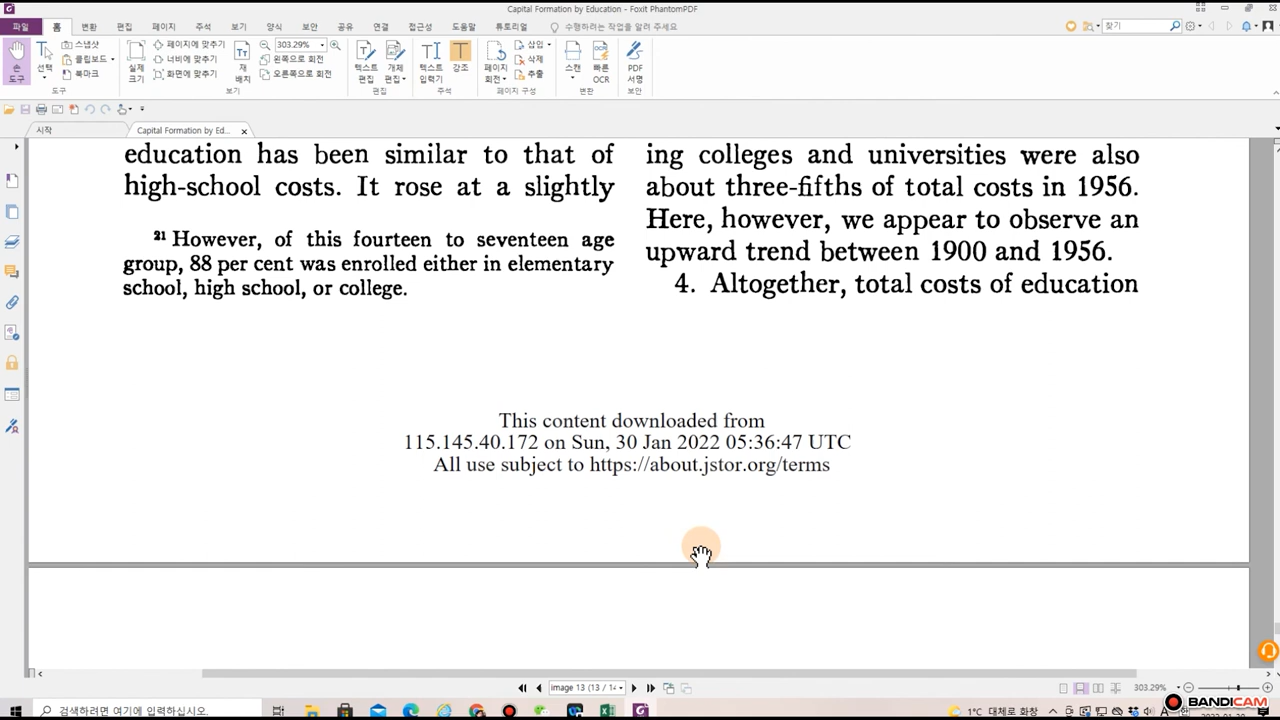 Capital Formation by Education - Foxit PhantomPDF
파일 홈 변환 편집 페이지 주석 보기 양식 보안 공유 연결 접근성 도움말 튜토리얼 수행하려는 작업을 알려 주세요. 찾기
손 도구
선택
스냅샷
클립보드
북마크
도구
실제 크기
페이지에 맞추기
너비에 맞추기
화면에 맞추기
재 배치
303.29%
왼쪽으로 회전
오른쪽으로 회전
보기
텍스트 편집
개체 편집
편집
텍스트 입력기
강조
주석
페이지 회전
삽입
삭제
추출
페이지 구성
스캔
빠른 OCR
변환
PDF 서명
보안
시작 Capital Formation by Ed...
education has been similar to that of
high-school costs. It rose at a slightly
21 However, of this fourteen to seventeen age
group, 88 per cent was enrolled either in elementary
school, high school, or college.
ing colleges and universities were also
about three-fifths of total costs in 1956.
Here, however, we appear to observe an
upward trend between 1900 and 1956.
4. Altogether, total costs of education
This content downloaded from
115.145.40.172 on Sun, 30 Jan 2022 05:36:47 UTC
All use subject to https://about.jstor.org/terms
image 13 (13 / 14 303.29%
검색하려면 여기에 입력하십시오.
1°C 대체로 화창
BANDICAM